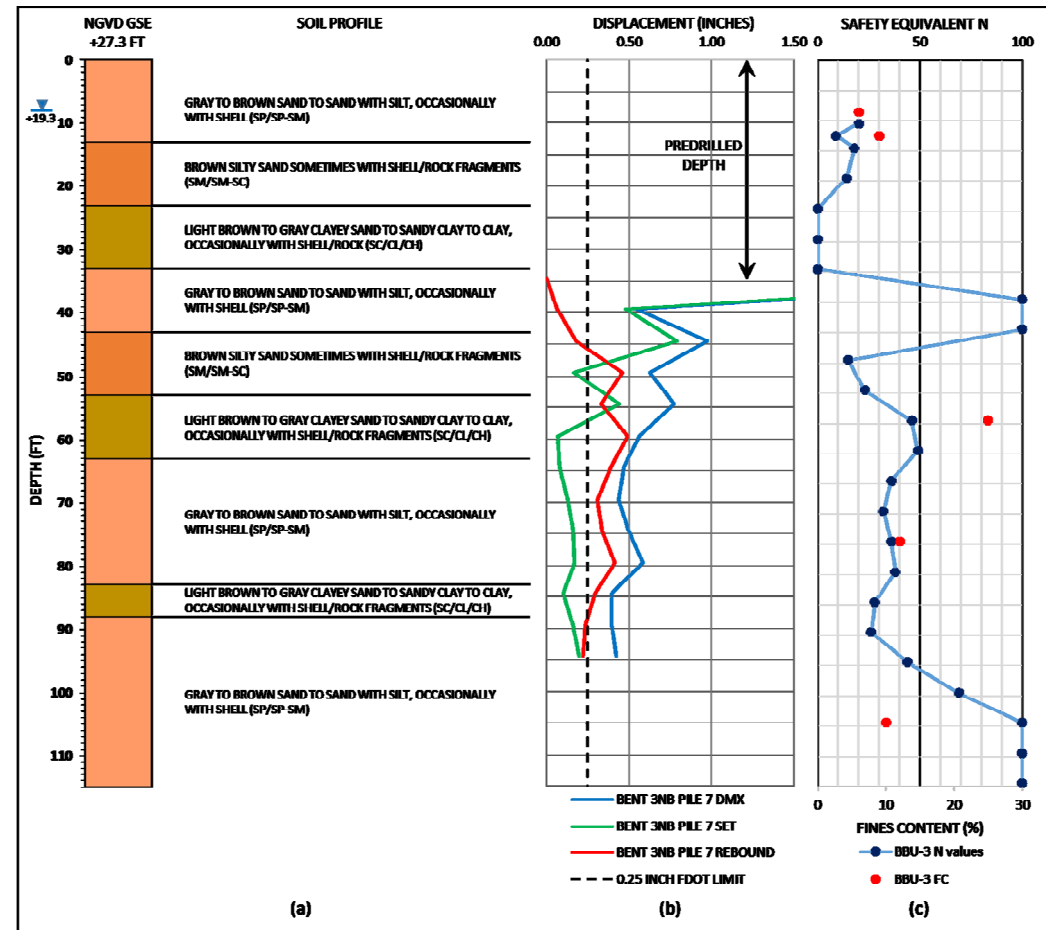 NGVD GSE
+27.3 FT
SOIL PROFILE
DISPLACEMENT (INCHES)
SAFETY EQUIVALENT N
0.00 0.50 1.00 1.50
0 50 100
0
10
20
30
40
50
60
70
80
90
100
110
DEPTH (FT)
+19.3
GRAY TO BROWN SAND TO SAND WITH SILT, OCCASIONALLY
WITH SHELL (SP/SP-SM)
BROWN SILTY SAND SOMETIMES WITH SHELL/ROCK FRAGMENTS
(SM/SM-SC)
LIGHT BROWN TO GRAY CLAYEY SAND TO SANDY CLAY TO CLAY,
OCCASIONALLY WITH SHELL/ROCK (SC/CL/CH)
GRAY TO BROWN SAND TO SAND WITH SILT, OCCASIONALLY
WITH SHELL (SP/SP-SM)
BROWN SILTY SAND SOMETIMES WITH SHELL/ROCK FRAGMENTS
(SM/SM-SC)
LIGHT BROWN TO GRAY CLAYEY SAND TO SANDY CLAY TO CLAY,
OCCASIONALLY WITH SHELL/ROCK FRAGMENTS (SC/CL/CH)
GRAY TO BROWN SAND TO SAND WITH SILT, OCCASIONALLY
WITH SHELL (SP/SP-SM)
LIGHT BROWN TO GRAY CLAYEY SAND TO SANDY CLAY TO CLAY,
OCCASIONALLY WITH SHELL/ROCK FRAGMENTS (SC/CL/CH)
GRAY TO BROWN SAND TO SAND WITH SILT, OCCASIONALLY
WITH SHELL (SP/SP-SM)
PREDRILLED
DEPTH
BENT 3NB PILE 7 DMX
BENT 3NB PILE 7 SET
BENT 3NB PILE 7 REBOUND
0.25 INCH FDOT LIMIT
0 10 20 30
FINES CONTENT (%)
BBU-3 N values
BBU-3 FC
(a)
(b)
(c)